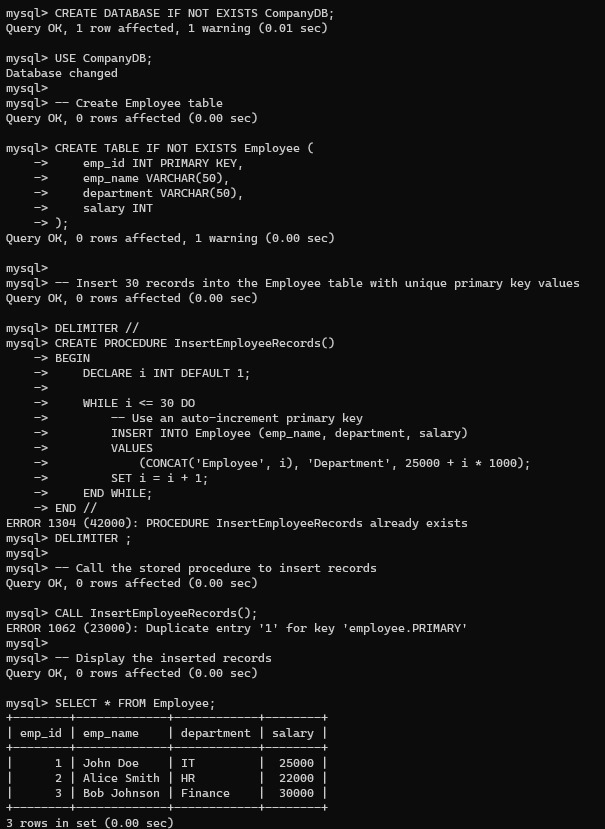 mysql> CREATE DATABASE IF NOT EXISTS CompanyDB;
Query OK, 1 row affected, 1 warning (0.01 sec)

mysql> USE CompanyDB;
Database changed
mysql>
mysql> -- Create Employee table
Query OK, 0 rows affected (0.00 sec)

mysql> CREATE TABLE IF NOT EXISTS Employee (
    ->     emp_id INT PRIMARY KEY,
    ->     emp_name VARCHAR(50),
    ->     department VARCHAR(50),
    ->     salary INT
    -> );
Query OK, 0 rows affected, 1 warning (0.00 sec)

mysql>
mysql> -- Insert 30 records into the Employee table with unique primary key values
Query OK, 0 rows affected (0.00 sec)

mysql> DELIMITER //
mysql> CREATE PROCEDURE InsertEmployeeRecords()
    -> BEGIN
    ->     DECLARE i INT DEFAULT 1;
    ->
    ->     WHILE i <= 30 DO
    ->         -- Use an auto-increment primary key
    ->         INSERT INTO Employee (emp_name, department, salary)
    ->         VALUES
    ->             (CONCAT('Employee', i), 'Department', 25000 + i * 1000);
    ->         SET i = i + 1;
    ->     END WHILE;
    -> END //
ERROR 1304 (42000): PROCEDURE InsertEmployeeRecords already exists
mysql> DELIMITER ;
mysql>
mysql> -- Call the stored procedure to insert records
Query OK, 0 rows affected (0.00 sec)

mysql> CALL InsertEmployeeRecords();
ERROR 1062 (23000): Duplicate entry '1' for key 'employee.PRIMARY'
mysql>
mysql> -- Display the inserted records
Query OK, 0 rows affected (0.00 sec)

mysql> SELECT * FROM Employee;
+--------+-------------+------------+--------+
| emp_id | emp_name    | department | salary |
+--------+-------------+------------+--------+
|      1 | John Doe    | IT         |  25000 |
|      2 | Alice Smith | HR         |  22000 |
|      3 | Bob Johnson | Finance    |  30000 |
+--------+-------------+------------+--------+
3 rows in set (0.00 sec)